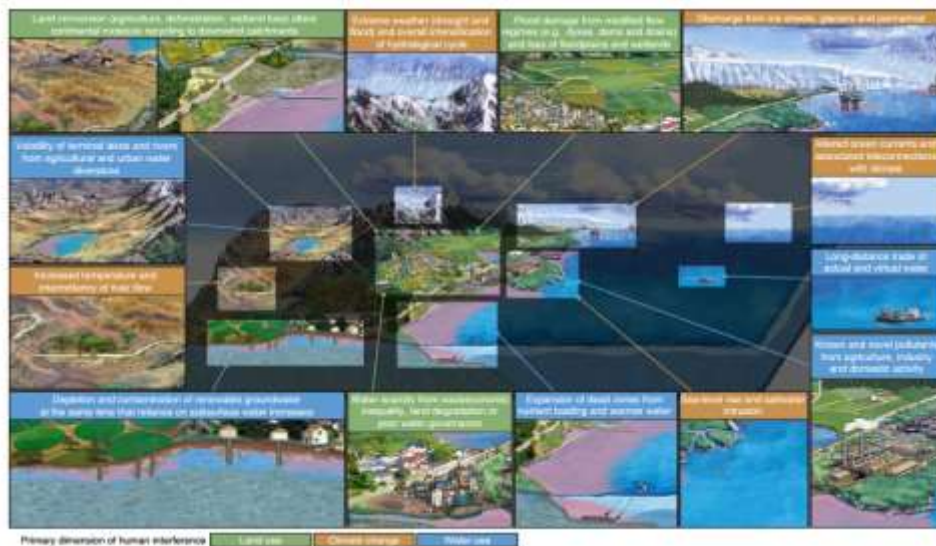 Land conversion (agriculture, deforestation, wetland loss) alters
continental moisture recycling to downwind catchments
Extreme weather (drought and
flood) and overall intensification
of hydrological cycle
Flood damage from modified flow
regimes (e.g. dams and
and loss of floodplains and wetlands
Discharge from ice sheets, glaciers and permafrost
Volatility of terminal lakes and rivers
from agricultural and urban water
diversions
Altered ocean currents and
associated teleconnections
with
Long-distance trade of
actual and virtual water
Increased temperature and
intermittency of river flow
Known and novel pollutants
from agriculture, industry
and domestic activity
Depletion and contamination of renewable groundwater
at the same time that reliance on water increases
Water scarcity from socioeconomic
inequality, land degradation or
poor water governance
Expansion of dead zones from
nutrient loading and warmer water
Sea-level rise and saltwater
intrusion
Primary dimension of human interference
Land use
Climate change
Water use